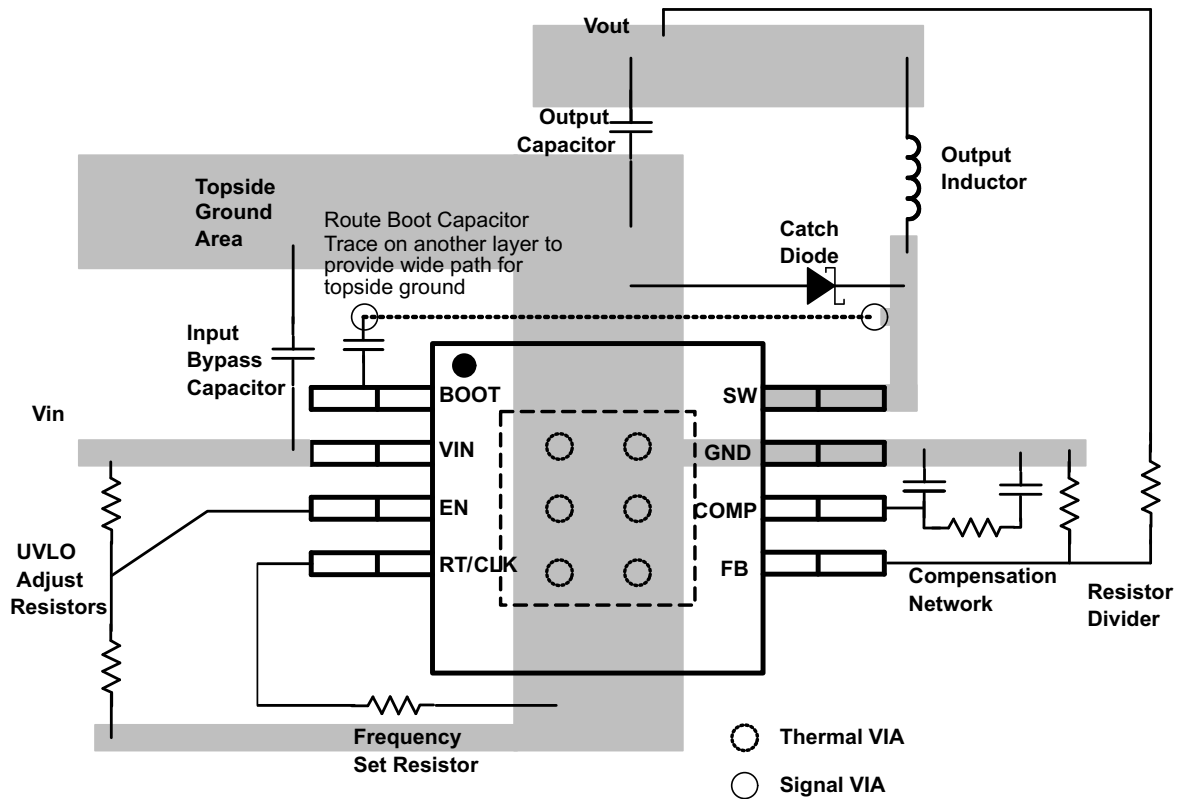 Vout
Output
Capacitor
Output
Inductor
Topside
Ground
Area
Route Boot Capacitor
Trace on another layer to
provide wide path for
topside ground
Catch
Diode
Input
Bypass
Capacitor
Vin
BOOT
VIN
EN
RT/CLK
SW
GND
COMP
FB
UVLO
Adjust
Resistors
Compensation
Network
Resistor
Divider
Frequency
Set Resistor
Thermal VIA
Signal VIA